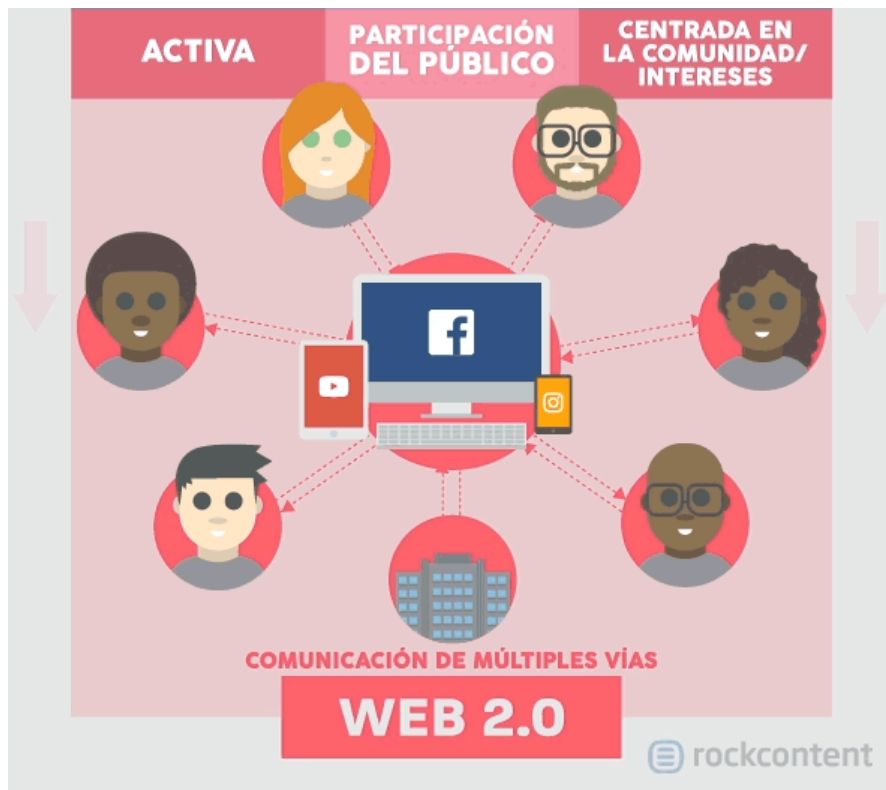 ACTIVA
PARTICIPACIÓN
DEL PÚBLICO
CENTRADA EN
LA COMUNIDAD/
INTERESES
f
COMUNICACIÓN DE MÚLTIPLES VÍAS
WEB 2.0
rockcontent